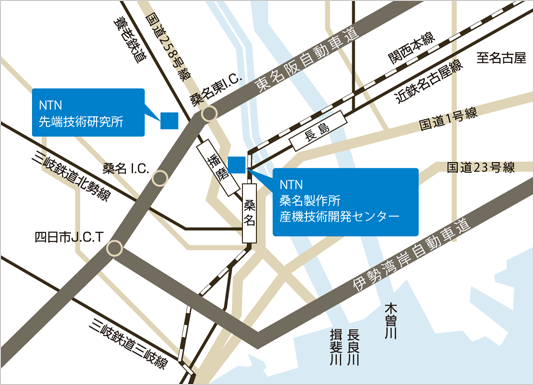 養老鉄道
国道258号線
東名阪自動車道
関西本線
近鉄名古屋線
至名古屋
桑名東I.C.
NTN
先端技術研究所
長島
国道1号線
播磨
国道23号線
桑名 I.C.
三岐鉄道北勢線
NTN
桑名製作所
産機技術開発センター
桑名
四日市J.C.T
伊勢湾岸自動車道
三岐鉄道三岐線
木曽川
長良川
揖斐川